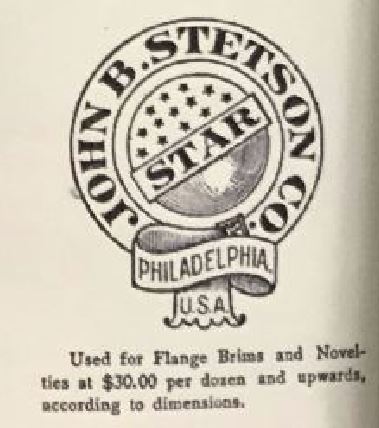 JOHN B. STETSON CO.
STAR
PHILADELPHIA,
U.S.A.
Used for Flange Brims and Novel-
ties at $30.00 per dozen and upwards,
according to dimensions.